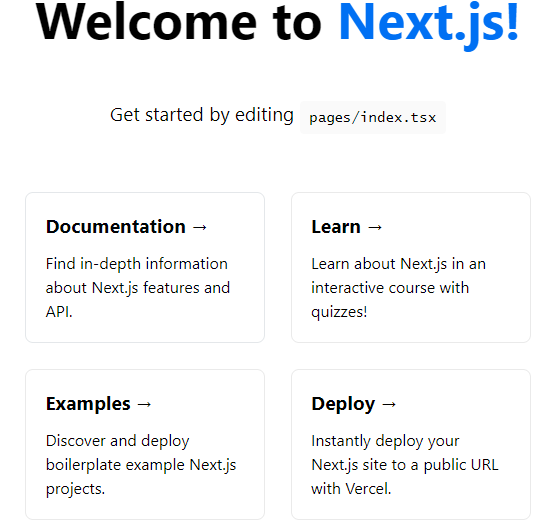 Welcome to Next.js!
Get started by editing pages/index.tsx
Documentation →
Find in-depth information
about Next.js features and
API.
Learn →
Learn about Next.js in an
interactive course with
quizzes!
Examples →
Discover and deploy
boilerplate example Next.js
projects.
Deploy →
Instantly deploy your
Next.js site to a public URL
with Vercel.